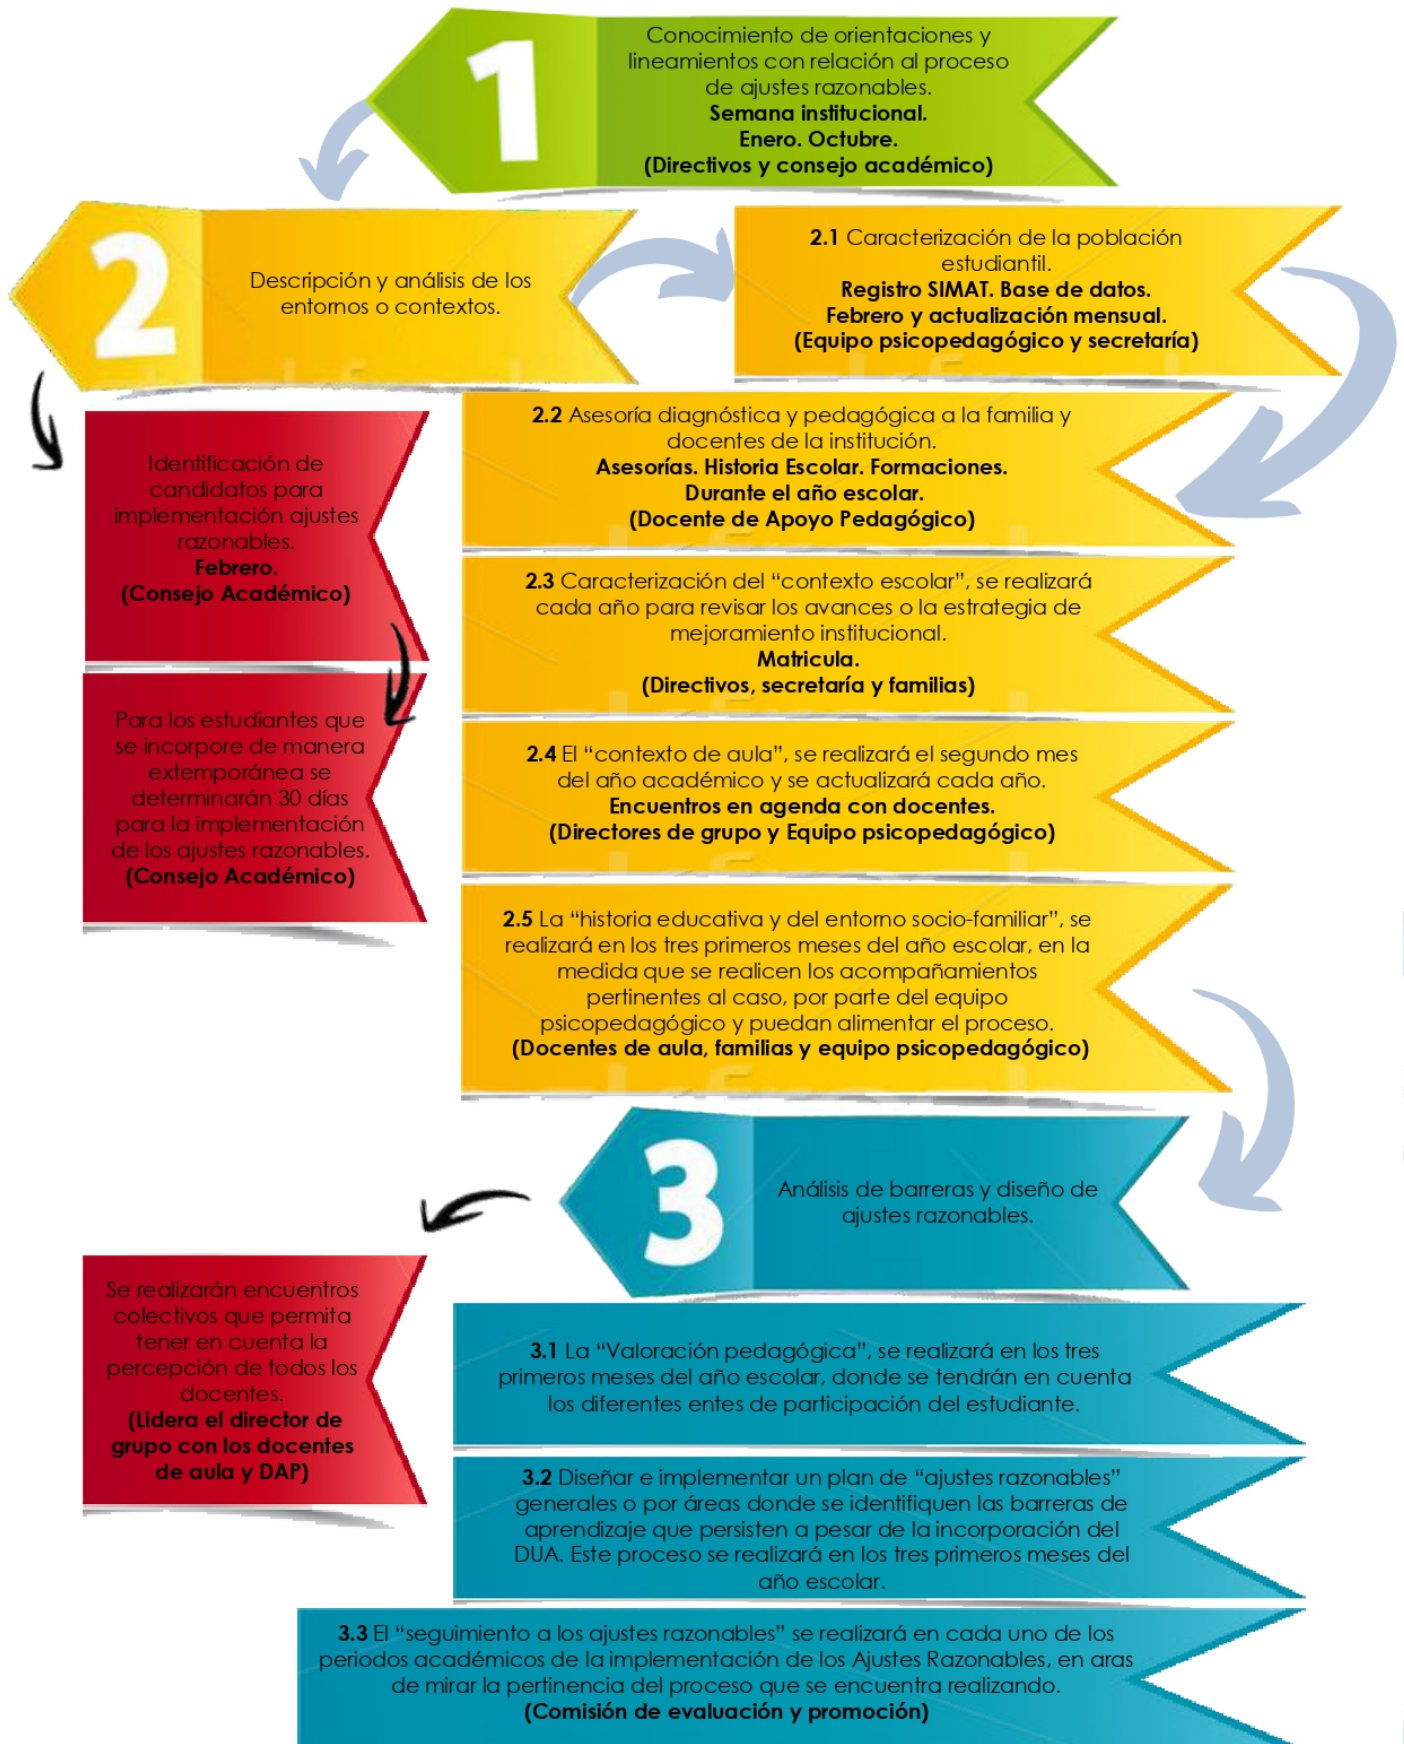 1
Conocimiento de orientaciones y
lineamientos con relación al proceso
de ajustes razonables.
Semana institucional.
Enero. Octubre.
(Directivos y consejo académico)
2
Descripción y análisis de los
entornos o contextos.
2.1 Caracterización de la población
estudiantil.
Registro SIMAT. Base de datos.
Febrero y actualización mensual.
(Equipo psicopedagógico y secretaría)
Identificación de
candidatos para
implementación ajustes
razonables.
Febrero.
(Consejo Académico)
Para los estudiantes que
se incorpore de manera
extemporánea se
determinarán 30 días
para la implementación
de los ajustes razonables.
(Consejo Académico)
2.2 Asesoría diagnóstica y pedagógica a la familia y
docentes de la institución.
Asesorías. Historia Escolar. Formaciones.
Durante el año escolar.
(Docente de Apoyo Pedagógico)
2.3 Caracterización del “contexto escolar”, se realizará
cada año para revisar los avances o la estrategia de
mejoramiento institucional.
Matricula.
(Directivos, secretaría y familias)
2.4 El “contexto de aula”, se realizará el segundo mes
del año académico y se actualizará cada año.
Encuentros en agenda con docentes.
(Directores de grupo y Equipo psicopedagógico)
2.5 La “historia educativa y del entorno socio-familiar”, se
realizará en los tres primeros meses del año escolar, en la
medida que se realicen los acompañamientos
pertinentes al caso, por parte del equipo
psicopedagógico y puedan alimentar el proceso.
(Docentes de aula, familias y equipo psicopedagógico)
3
Análisis de barreras y diseño de
ajustes razonables.
Se realizarán encuentros
colectivos que permita
tener en cuenta la
percepción de todos los
docentes.
(Lidera el director de
grupo con los docentes
de aula y DAP)
3.1 La “Valoración pedagógica”, se realizará en los tres
primeros meses del año escolar, donde se tendrán en cuenta
los diferentes entes de participación del estudiante.
3.2 Diseñar e implementar un plan de “ajustes razonables”
generales o por áreas donde se identifiquen las barreras de
aprendizaje que persisten a pesar de la incorporación del
DUA. Este proceso se realizará en los tres primeros meses del
año escolar.
3.3 El “seguimiento a los ajustes razonables” se realizará en cada uno de los
periodos académicos de la implementación de los Ajustes Razonables, en aras
de mirar la pertinencia del proceso que se encuentra realizando.
(Comisión de evaluación y promoción)